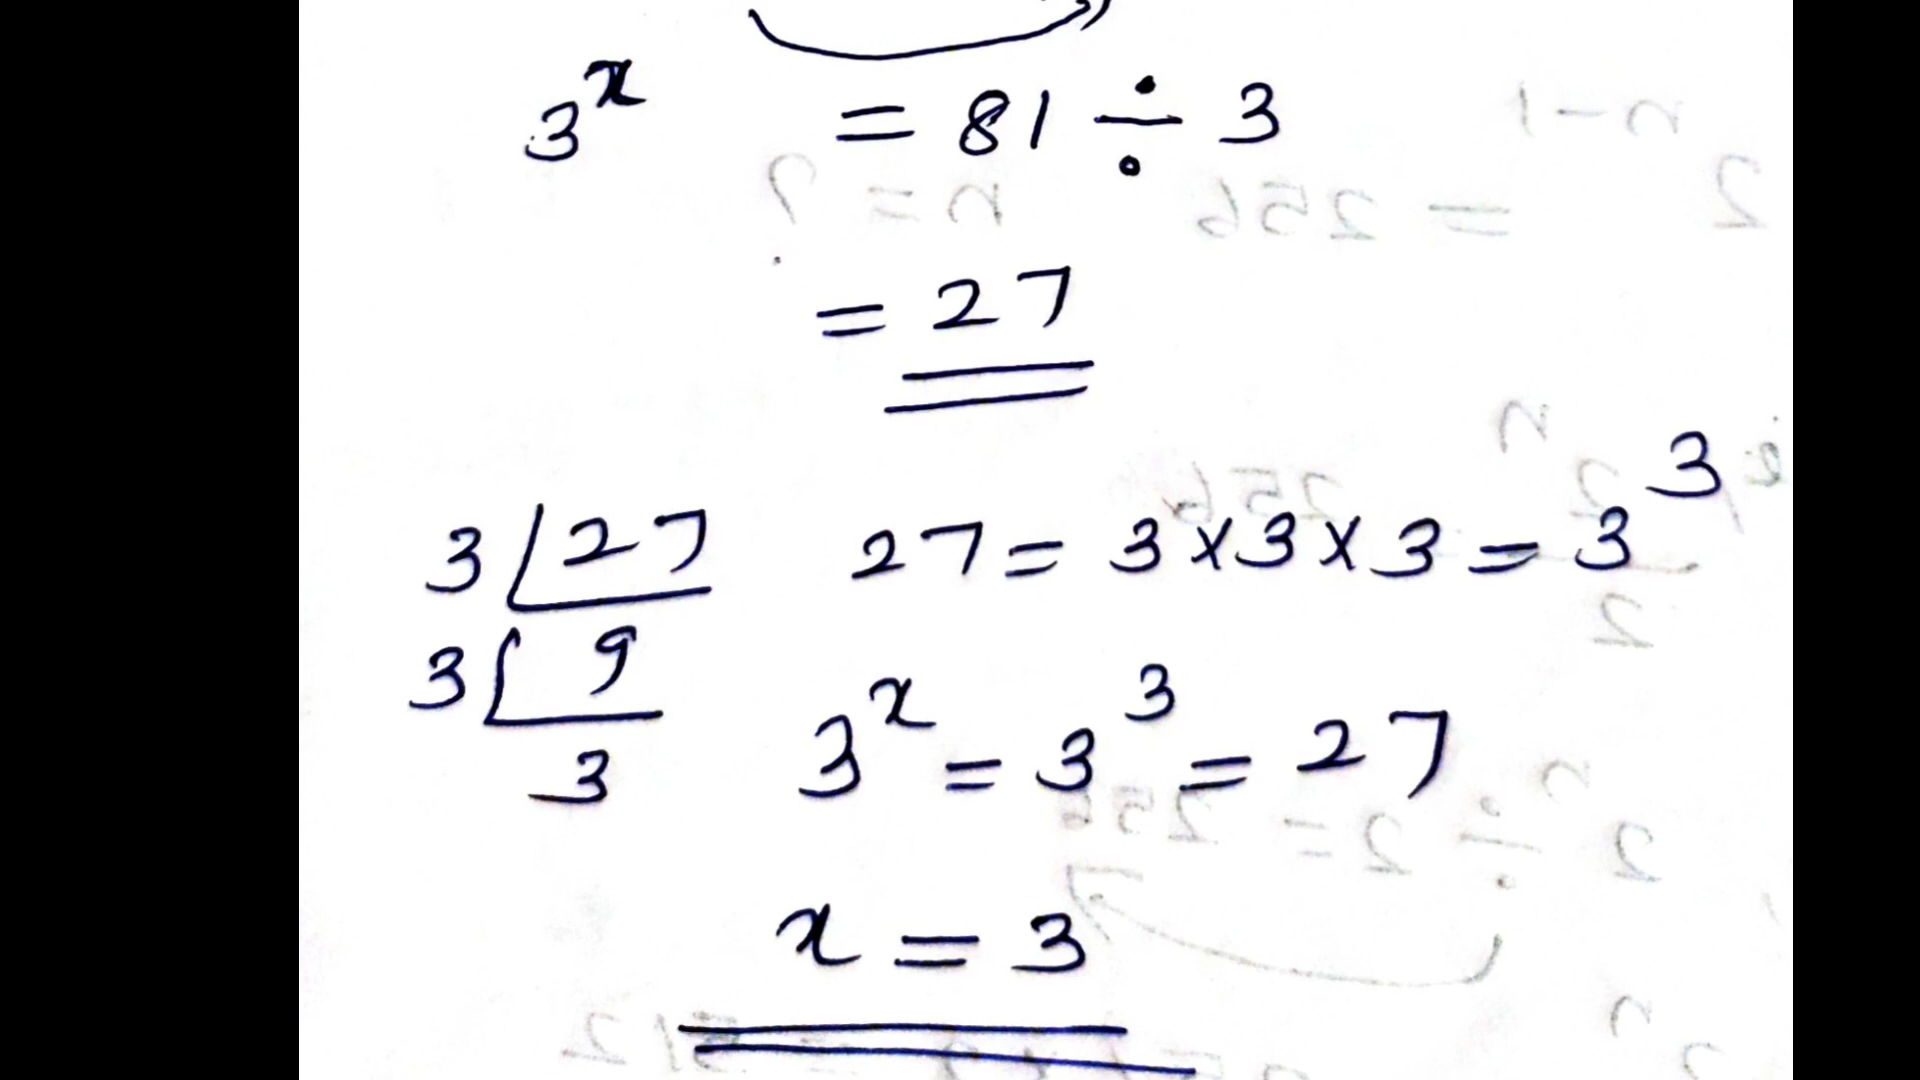 3^x = 81 ÷ 3
= 27
3 | 27   27 = 3 x 3 x 3 = 3^3
3 | 9
3   3^x = 3^3 = 27
x = 3